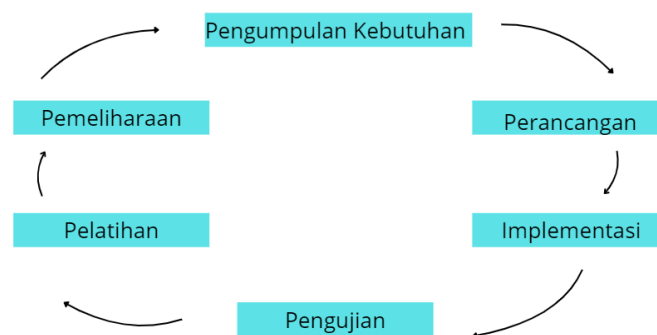 Pengumpulan Kebutuhan
Perancangan
Implementasi
Pengujian
Pelatihan
Pemeliharaan